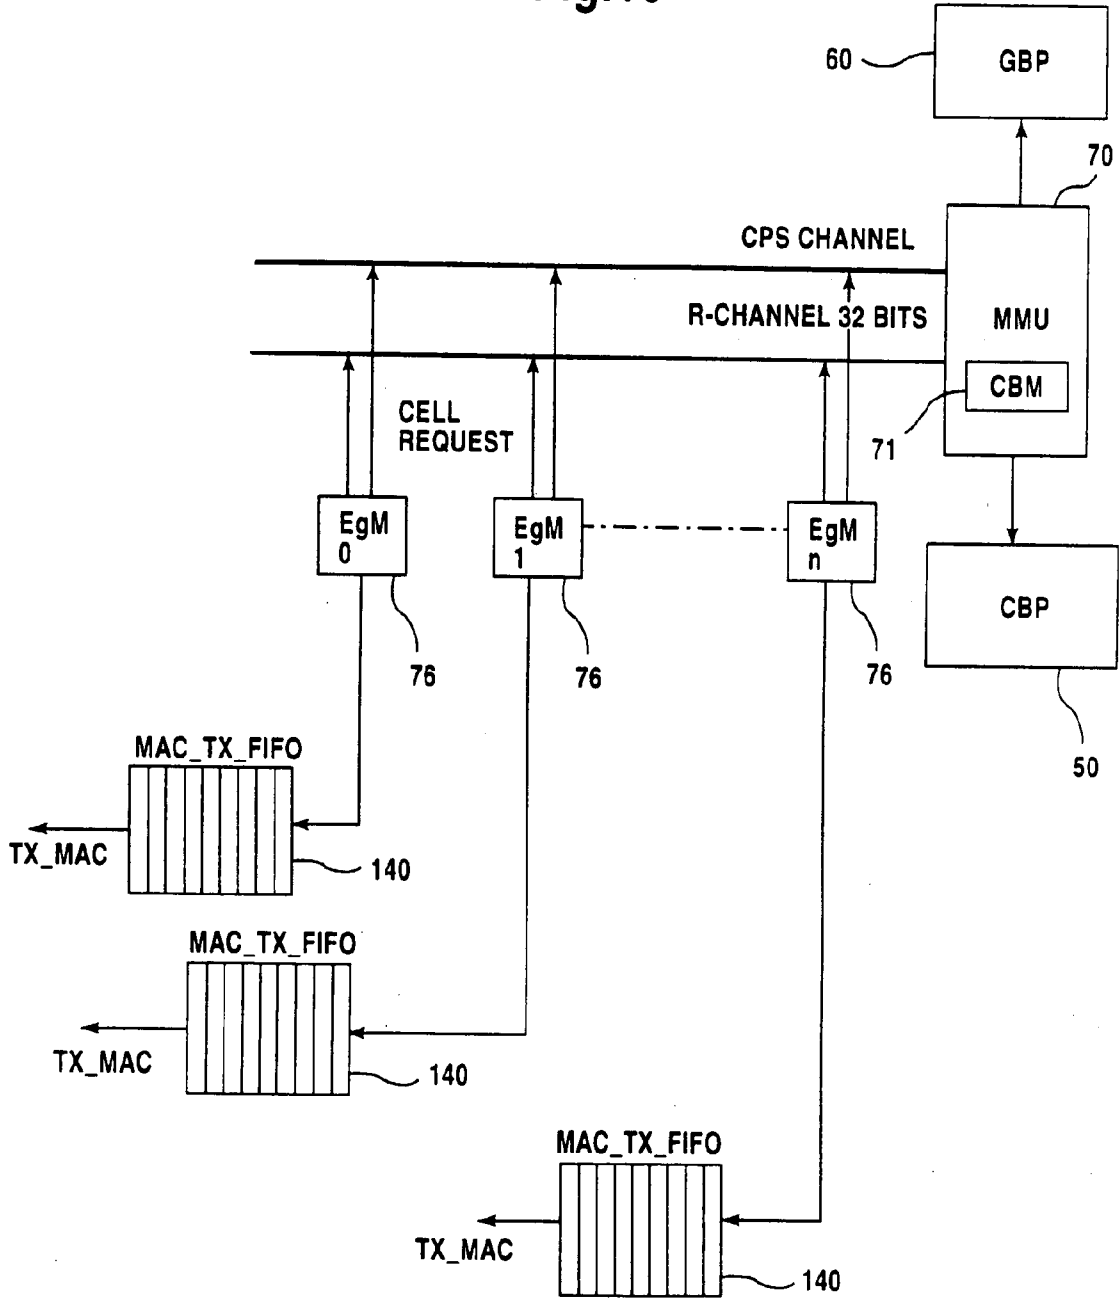 60
GBP
70
CPS CHANNEL
R-CHANNEL 32 BITS
MMU
CBM
71
CELL
REQUEST
EgM
0
EgM
1
EgM
n
CBP
76
76
76
50
MAC_TX_FIFO
TX_MAC
140
MAC_TX_FIFO
TX_MAC
140
MAC_TX_FIFO
TX_MAC
140